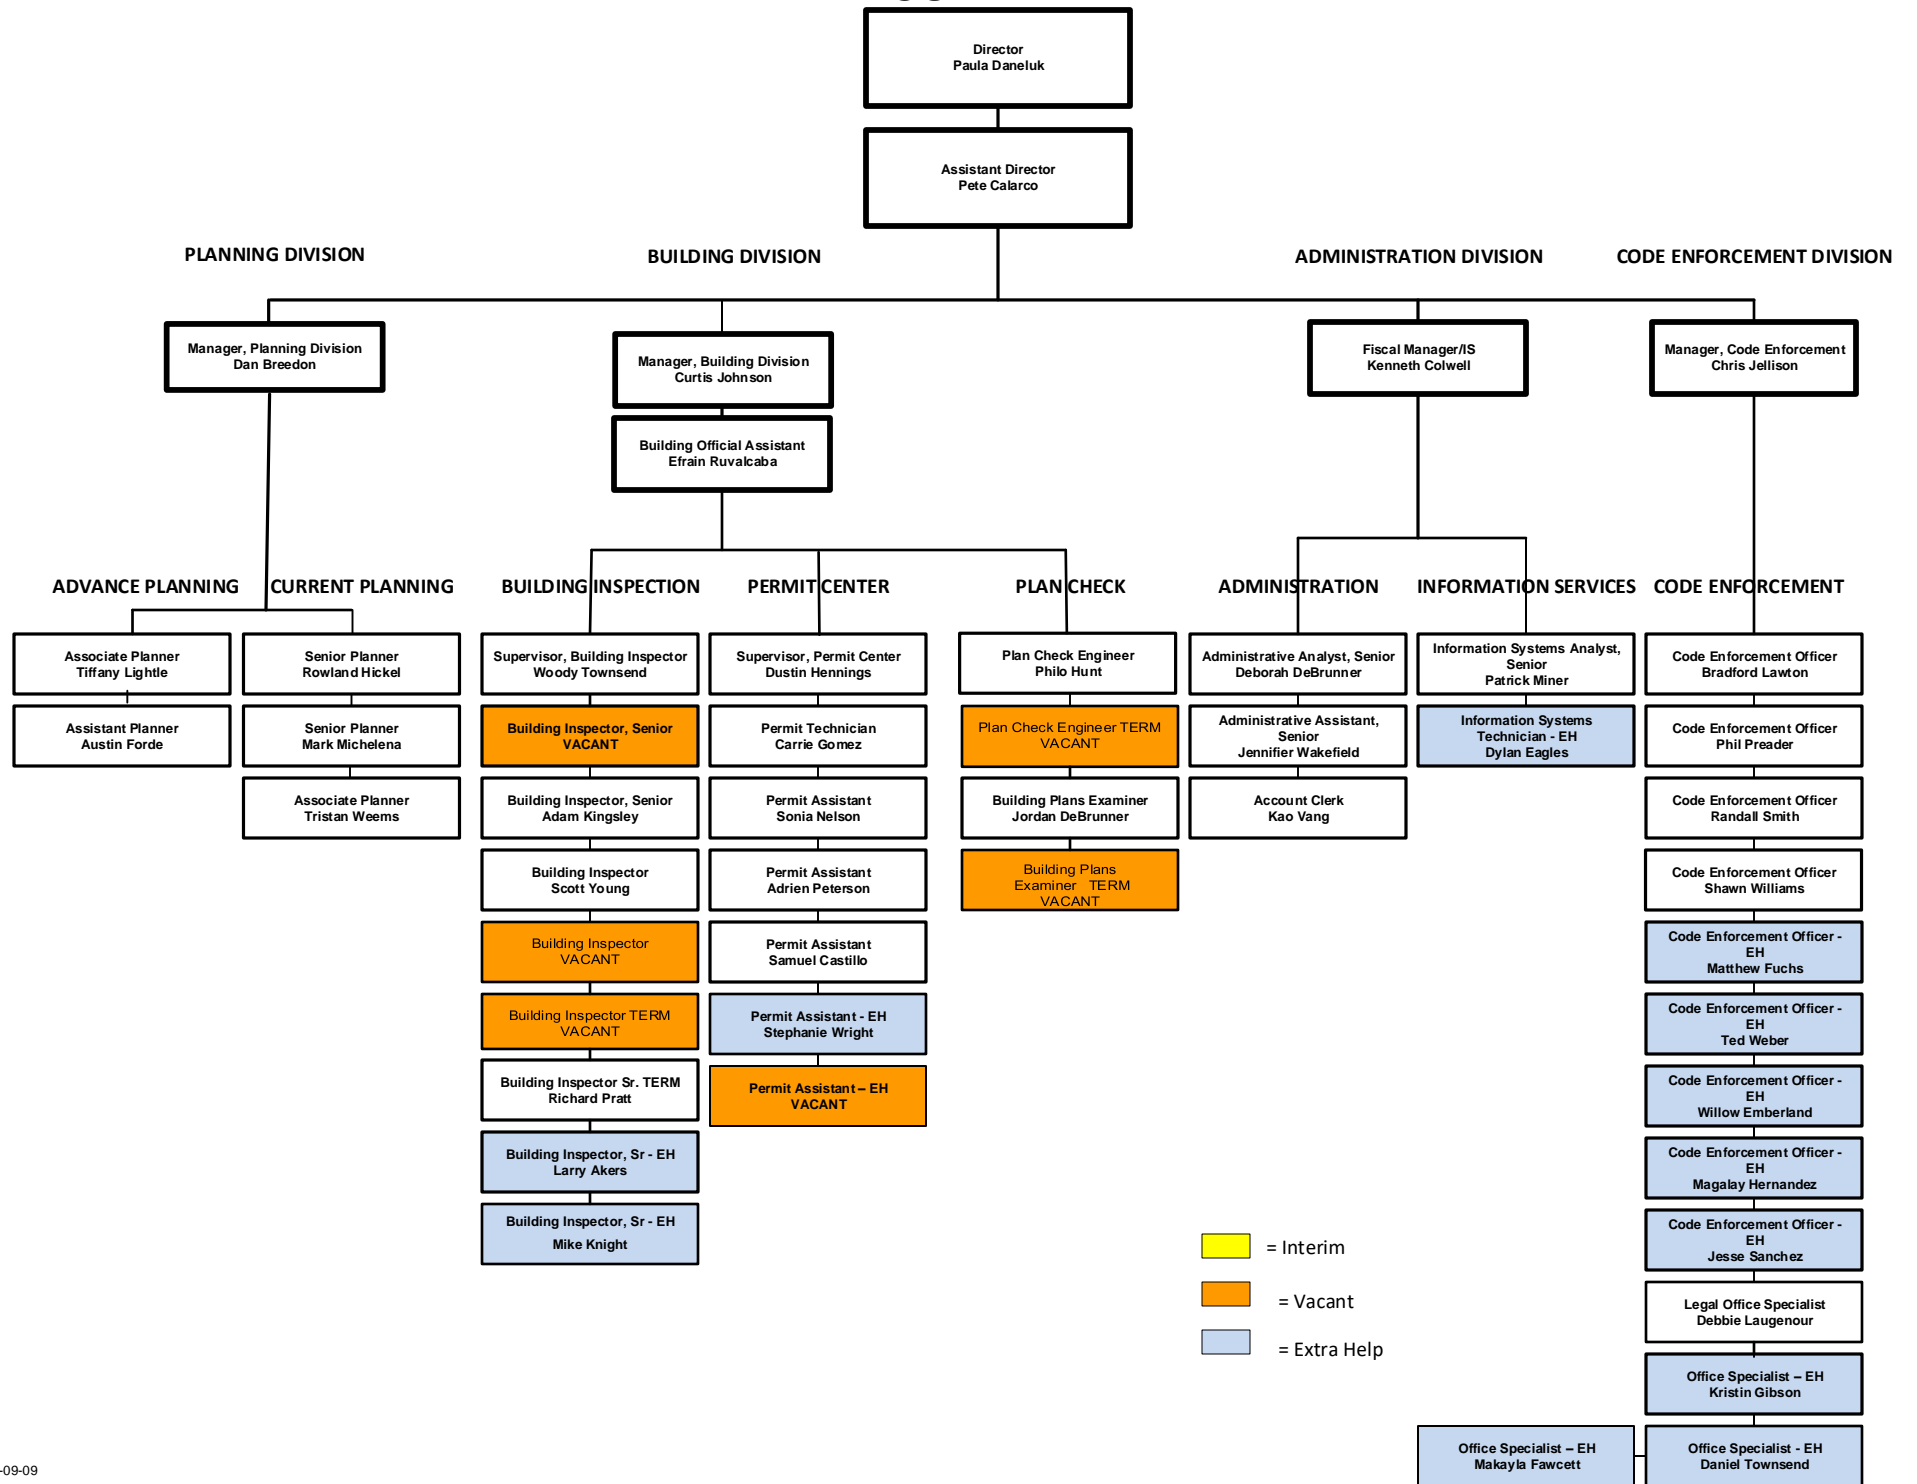 Director
Paula Daneluk
Assistant Director
Pete Calarco
PLANNING DIVISION
BUILDING DIVISION
ADMINISTRATION DIVISION
CODE ENFORCEMENT DIVISION
Manager, Planning Division
Dan Breedon
Manager, Building Division
Curtis Johnson
Building Official Assistant
Efrain Ruvalcaba
Fiscal Manager/IS
Kenneth Colwell
Manager, Code Enforcement
Chris Jellison
ADVANCE PLANNING
Associate Planner
Tiffany Lightle
Assistant Planner
Austin Forde
CURRENT PLANNING
Senior Planner
Rowland Hickel
Senior Planner
Mark Michelena
Associate Planner
Tristan Weems
BUILDING INSPECTION
Supervisor, Building Inspector
Woody Townsend
Building Inspector, Senior
VACANT
Building Inspector, Senior
Adam Kingsley
Building Inspector
Scott Young
Building Inspector
VACANT
Building Inspector TERM
VACANT
Building Inspector Sr. TERM
Richard Pratt
Building Inspector, Sr - EH
Larry Akers
Building Inspector, Sr - EH
Mike Knight
PERMIT CENTER
Supervisor, Permit Center
Dustin Hennings
Permit Technician
Carrie Gomez
Permit Assistant
Sonia Nelson
Permit Assistant
Adrien Peterson
Permit Assistant
Samuel Castillo
Permit Assistant - EH
Stephanie Wright
Permit Assistant – EH
VACANT
PLAN CHECK
Plan Check Engineer
Philo Hunt
Plan Check Engineer TERM
VACANT
Building Plans Examiner
Jordan DeBrunner
Building Plans
Examiner TERM
VACANT
ADMINISTRATION
Administrative Analyst, Senior
Deborah DeBrunner
Administrative Assistant,
Senior
Jennifier Wakefield
Account Clerk
Kao Vang
INFORMATION SERVICES
Information Systems Analyst,
Senior
Patrick Miner
Information Systems
Technician - EH
Dylan Eagles
CODE ENFORCEMENT
Code Enforcement Officer
Bradford Lawton
Code Enforcement Officer
Phil Preader
Code Enforcement Officer
Randall Smith
Code Enforcement Officer
Shawn Williams
Code Enforcement Officer -
EH
Matthew Fuchs
Code Enforcement Officer -
EH
Ted Weber
Code Enforcement Officer -
EH
Willow Emberland
Code Enforcement Officer -
EH
Magalay Hernandez
Code Enforcement Officer -
EH
Jesse Sanchez
Legal Office Specialist
Debbie Laugenour
Office Specialist – EH
Kristin Gibson
Office Specialist – EH
Makayla Fawcett
Office Specialist - EH
Daniel Townsend
= Interim
= Vacant
= Extra Help
-09-09